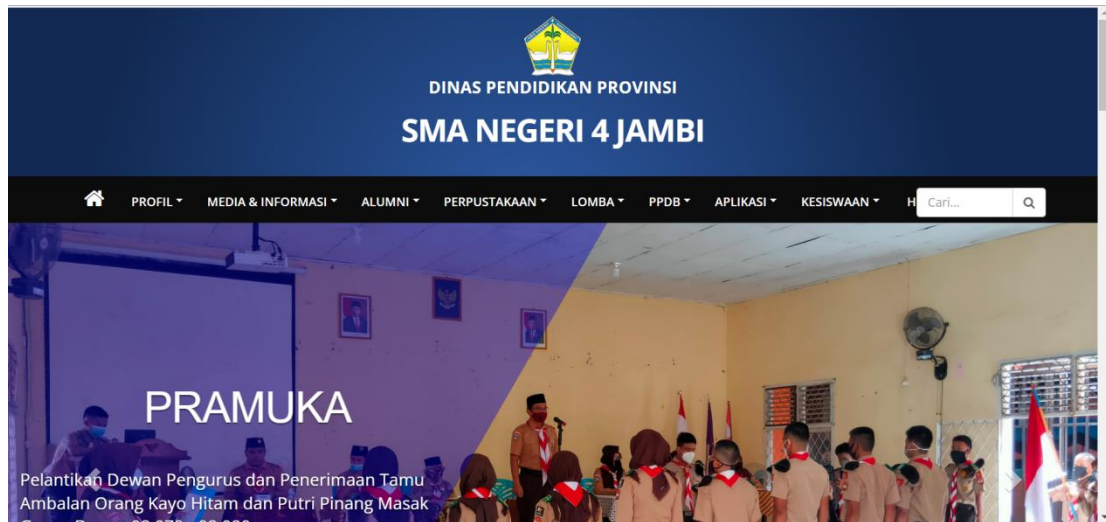 DINAS PENDIDIKAN PROVINSI
SMA NEGERI 4 JAMBI
PROFIL MEDIA & INFORMASI ALUMNI PERPUSTAKAAN LOMBA PPDB APLIKASI KESISWAAN H Cari...
PRAMUKA
Pelantikan Dewan Pengurus dan Penerimaan Tamu
Ambalan Orang Kayo Hitam dan Putri Pinang Masak